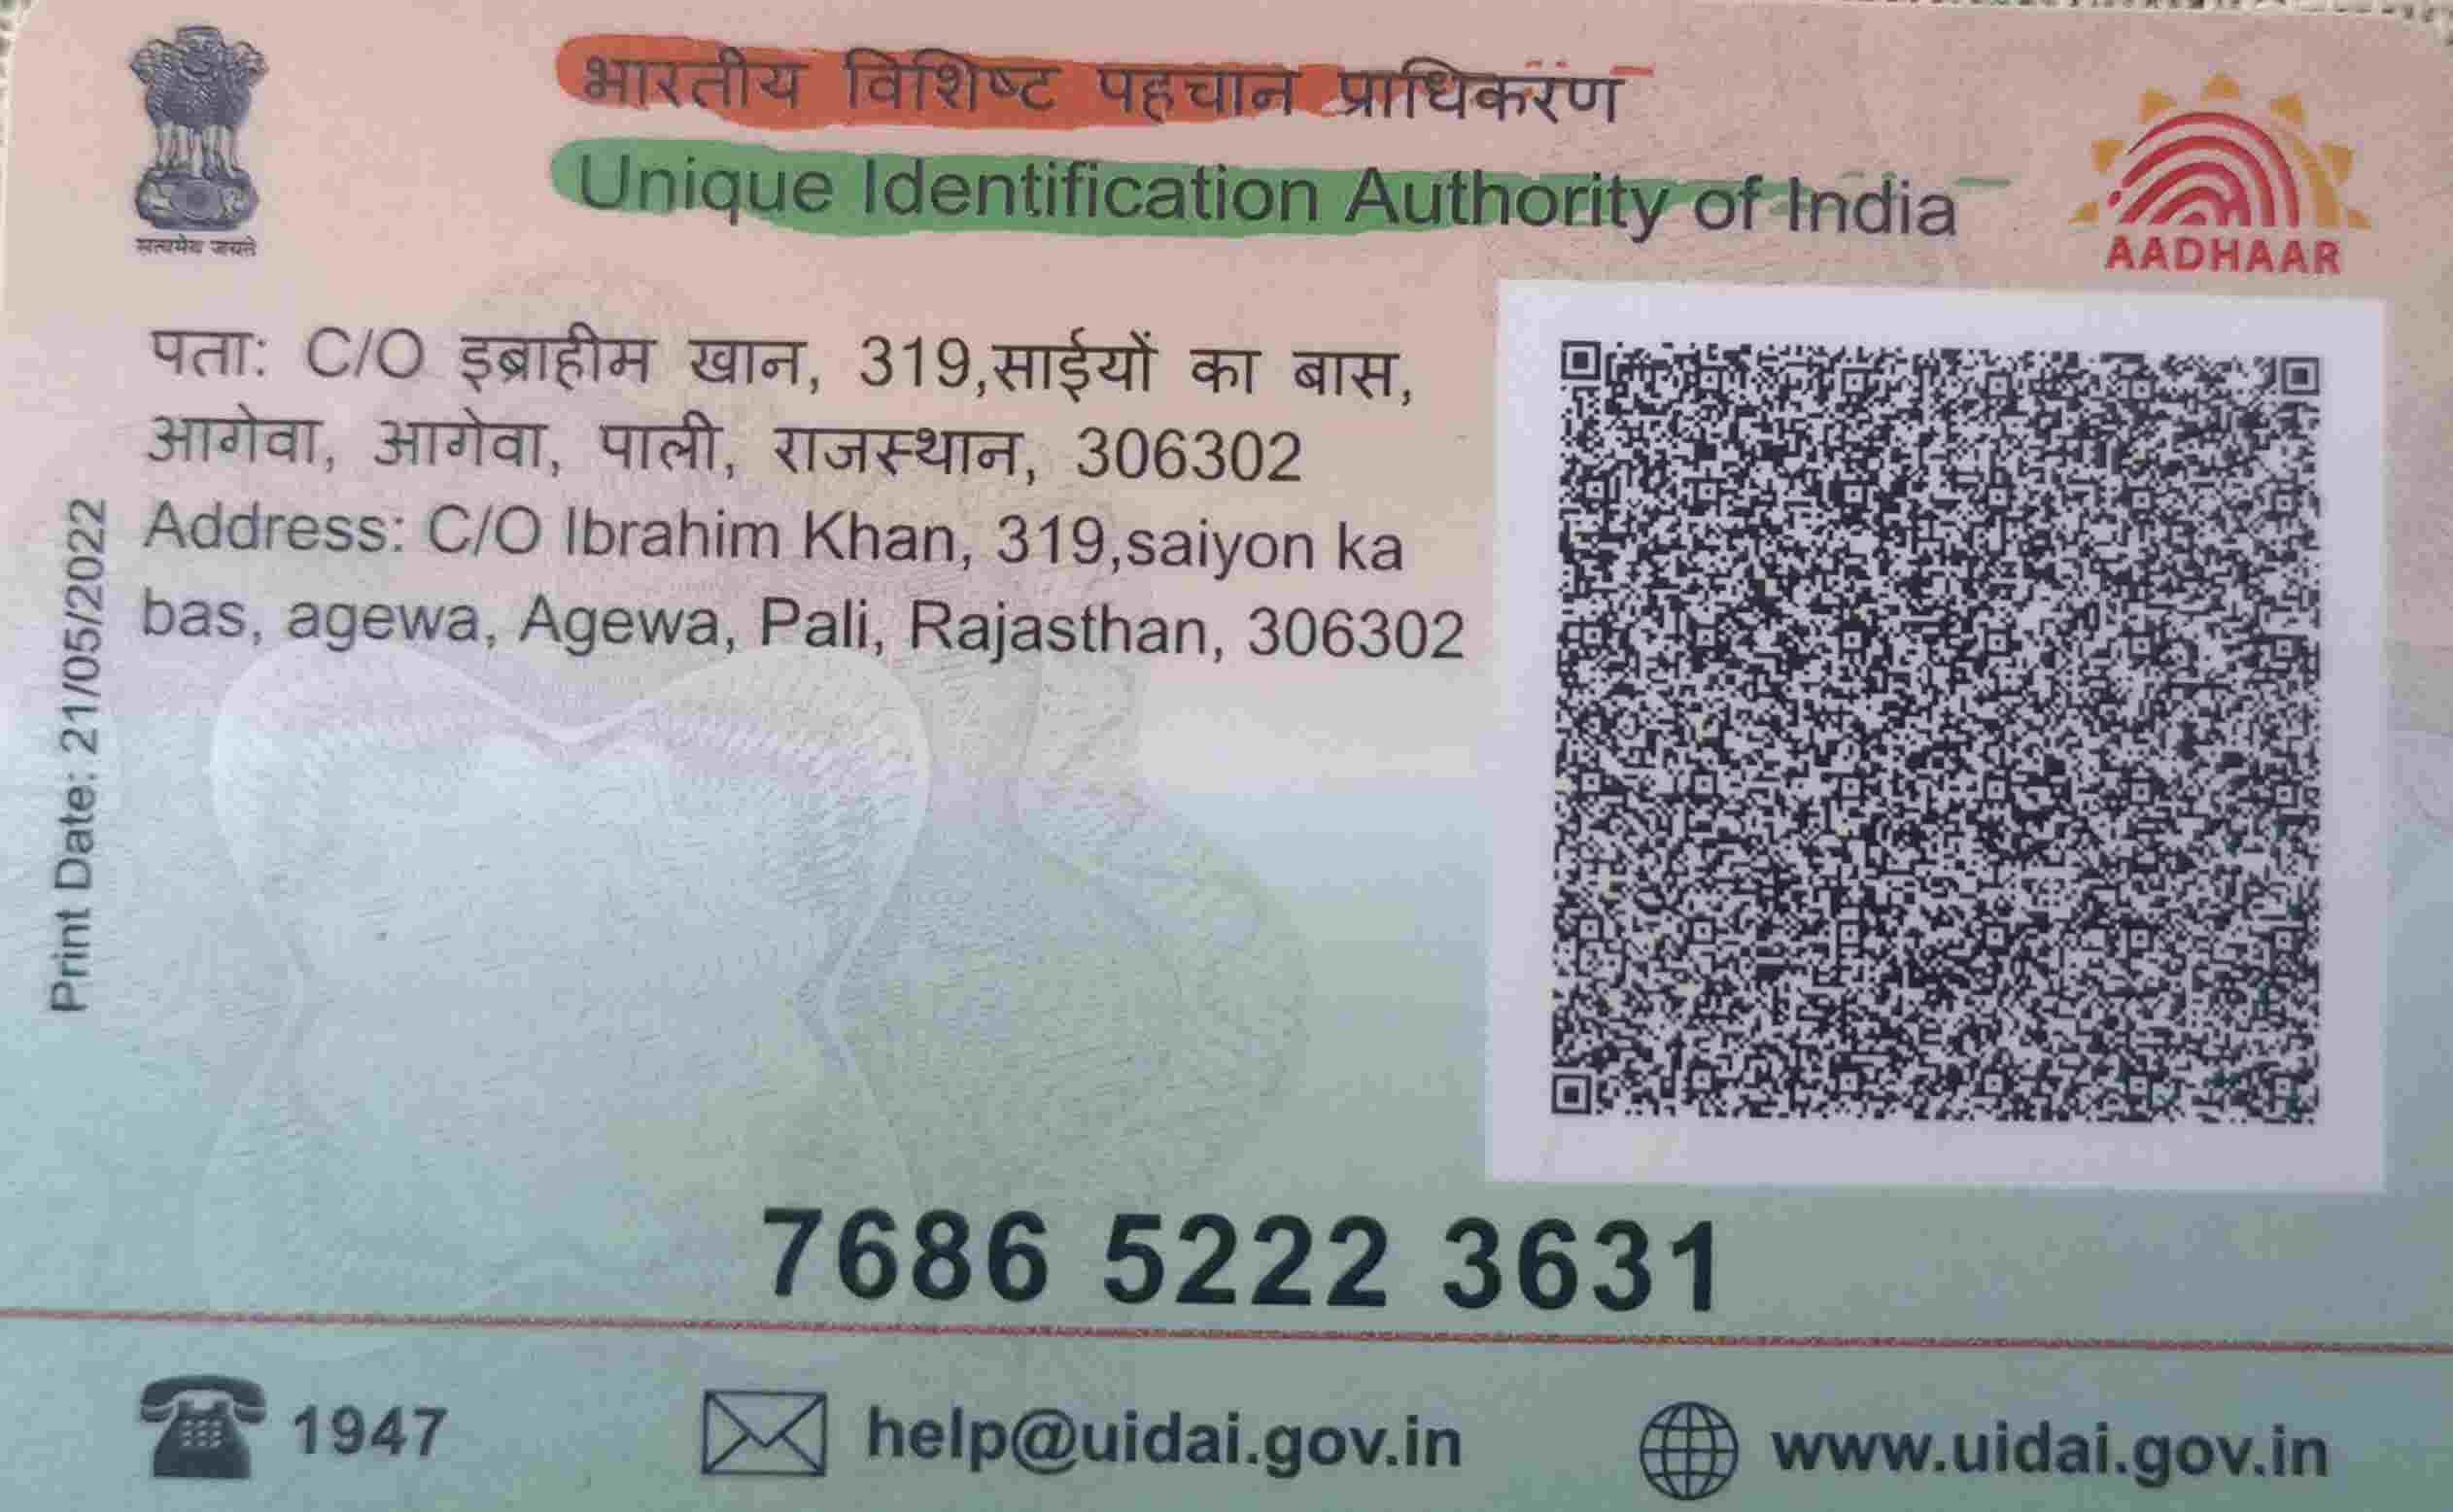 भारतीय विशिष्ट पहचान प्राधिकरण
Unique Identification Authority of India
सत्यमेव जयते
AADHAAR
पता: C/O इब्राहीम खान, 319,साईयों का बास,
आगेवा, आगेवा, पाली, राजस्थान, 306302
Address: C/O Ibrahim Khan, 319,saiyon ka
bas, agewa, Agewa, Pali, Rajasthan, 306302
Print Date: 21/05/2022
7686 5222 3631
1947
help@uidai.gov.in
www.uidai.gov.in